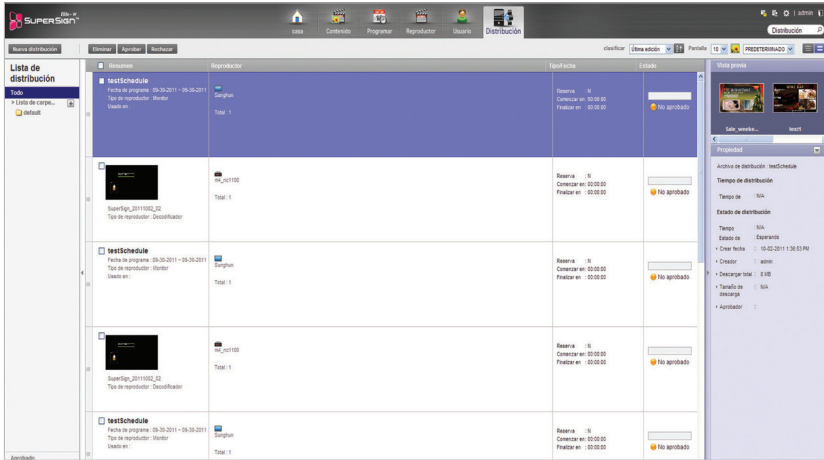 Elite - W
SUPERSIGN™
casa
Contenido
Programar
Reproductor
Usuario
Distribución
admin
Distribución
Nueva distribución
Eliminar
Aprobar
Rechazar
clasificar
Última edición
Pantalla
10
PREDETERMINADO
Lista de
distribución
Todo
> Lista de carpe...
default
Aprobado
Resumen
Reproductor
Tipo/Fecha
Estado
testSchedule
Fecha de programa : 09-30-2011 ~ 09-30-2011
Tipo de reproductor : Monitor
Usado en :
Sunghun
Total : 1
Reserva : N
Comenzar en: 00:00:00
Finalizar en : 00:00:00
No aprobado
SuperSign_20111002_02
Tipo de reproductor : Decodificador
m4_nc1100
Total : 1
Reserva : N
Comenzar en: 00:00:00
Finalizar en : 00:00:00
No aprobado
testSchedule
Fecha de programa : 09-30-2011 ~ 09-30-2011
Tipo de reproductor : Monitor
Usado en :
Sunghun
Total : 1
Reserva : N
Comenzar en: 00:00:00
Finalizar en : 00:00:00
No aprobado
SuperSign_20111002_02
Tipo de reproductor : Decodificador
m4_nc1100
Total : 1
Reserva : N
Comenzar en: 00:00:00
Finalizar en : 00:00:00
No aprobado
testSchedule
Fecha de programa : 09-30-2011 ~ 09-30-2011
Tipo de reproductor : Monitor
Usado en :
Sunghun
Total : 1
Reserva : N
Comenzar en: 00:00:00
Finalizar en : 00:00:00
No aprobado
Vista previa
Sale_weeke...
test1
Propiedad
Archivo de distribución : testSchedule
Tiempo de distribución
Tiempo de : N/A
Estado de distribución
Tiempo : N/A
Estado de : Esperando
Crear fecha : 10-02-2011 1:36:53 PM
Creador : admin
Descargar total : 8 MB
Tamaño de : N/A
descarga
Aprobador :